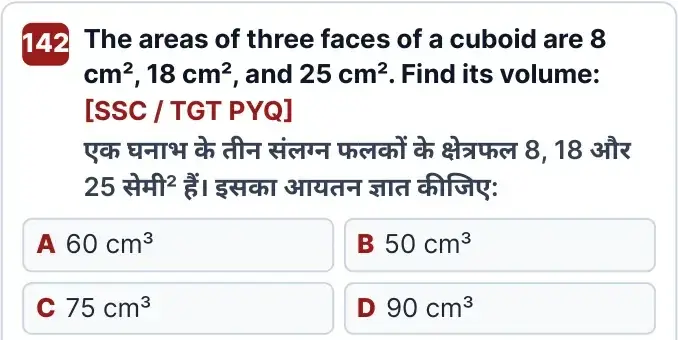 142 The areas of three faces of a cuboid are 8
cm², 18 cm², and 25 cm². Find its volume:
[SSC / TGT PYQ]
एक घनाभ के तीन संलग्न फलकों के क्षेत्रफल 8, 18 और
25 सेमी² हैं। इसका आयतन ज्ञात कीजिए:
A 60 cm³ B 50 cm³
C 75 cm³ D 90 cm³